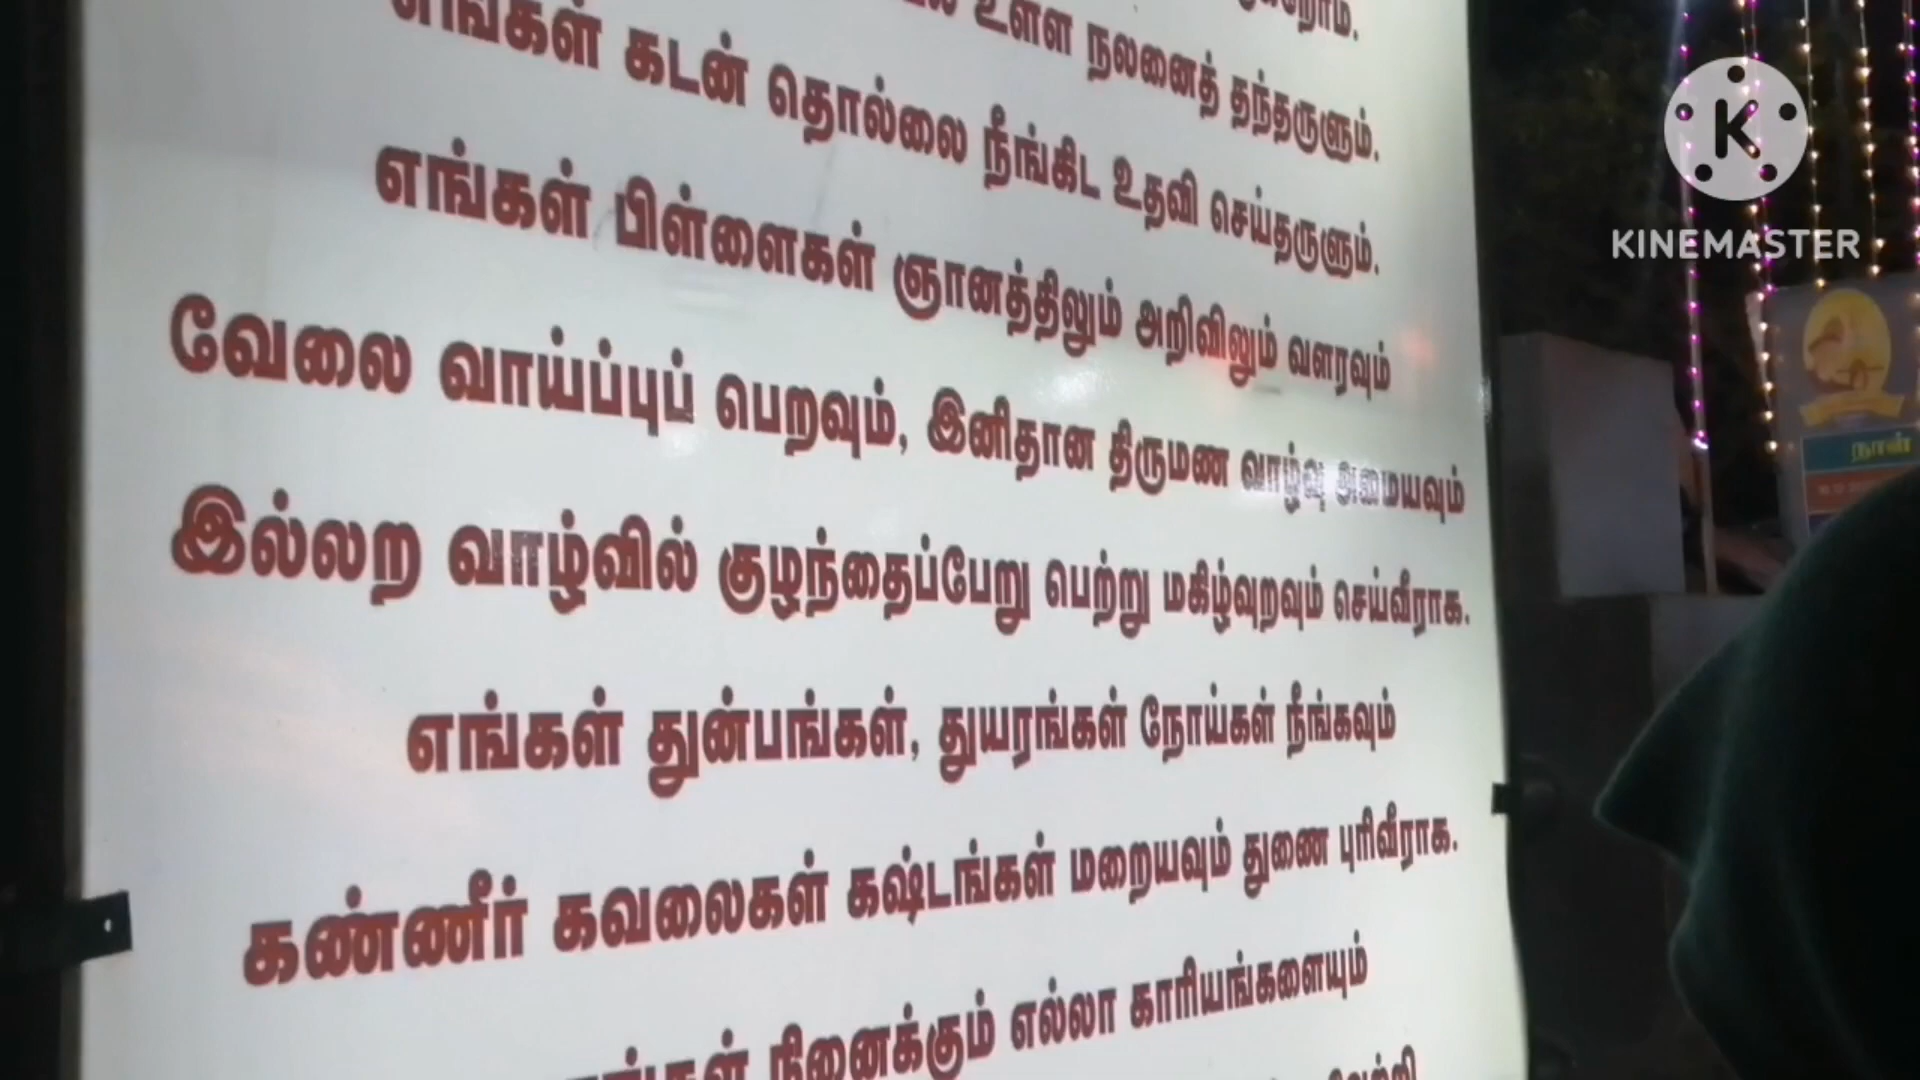 உள்ள நலனைத் தந்தருளும்.
எங்கள் கடன் தொல்லை நீங்கிட உதவி செய்தருளும்.
எங்கள் பிள்ளைகள் ஞானத்திலும் அறிவிலும் வளரவும்
வேலை வாய்ப்புப் பெறவும், இனிதான திருமண வாழ்வு அமையவும்
இல்லற வாழ்வில் குழந்தைப்பேறு பெற்று மகிழ்வுறவும் செய்வீராக.
எங்கள் துன்பங்கள், துயரங்கள் நோய்கள் நீங்கவும்
கண்ணீர் கவலைகள் கஷ்டங்கள் மறையவும் துணை புரிவீராக.
நினைக்கும் எல்லா காரியங்களையும்
K
KINEMASTER
நான்